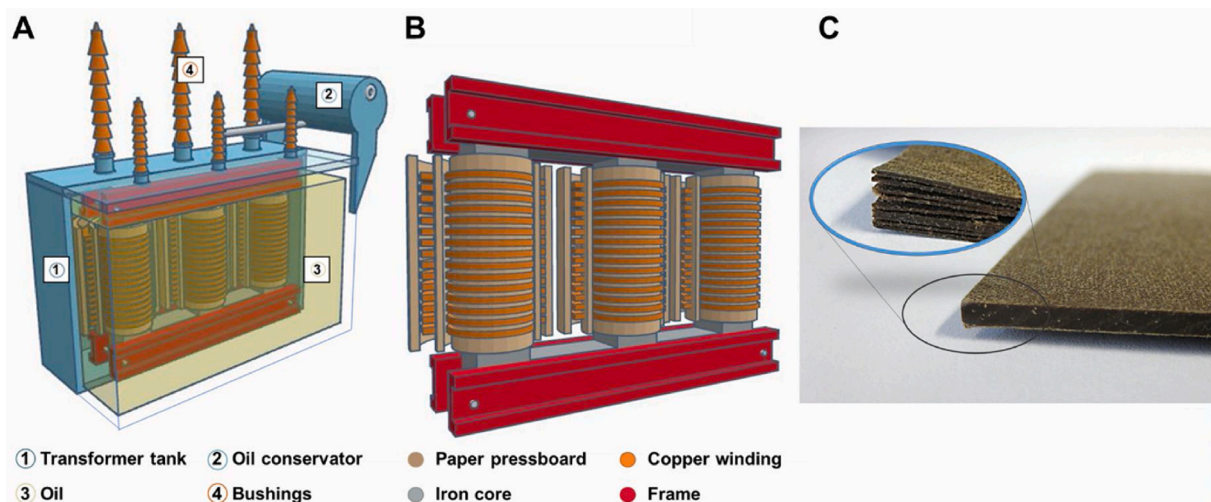 A
B
C
④
②
①
③
① Transformer tank ② Oil conservator Paper pressboard Copper winding
③ Oil ④ Bushings Iron core Frame